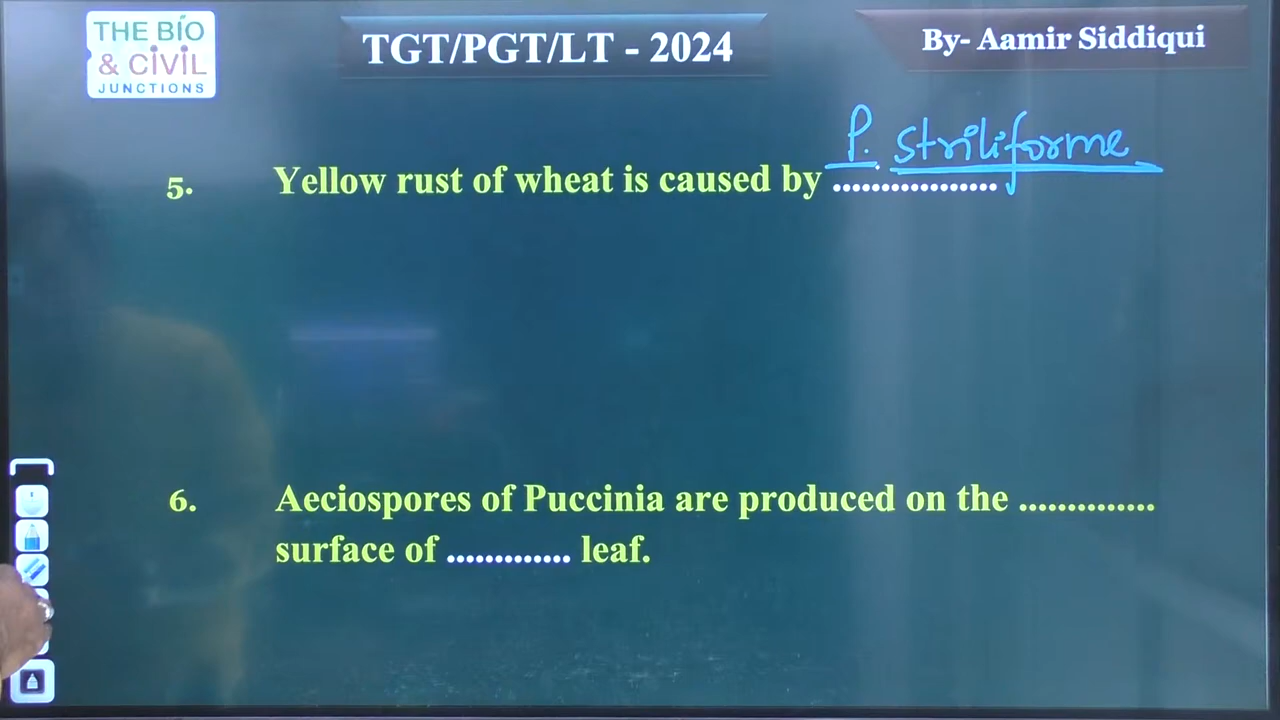 THE BIO
& CIVIL
JUNCTIONS
TGT/PGT/LT - 2024
By- Aamir Siddiqui
P. striliforme
5. Yellow rust of wheat is caused by .................
6. Aeciospores of Puccinia are produced on the ..............
surface of ............. leaf.